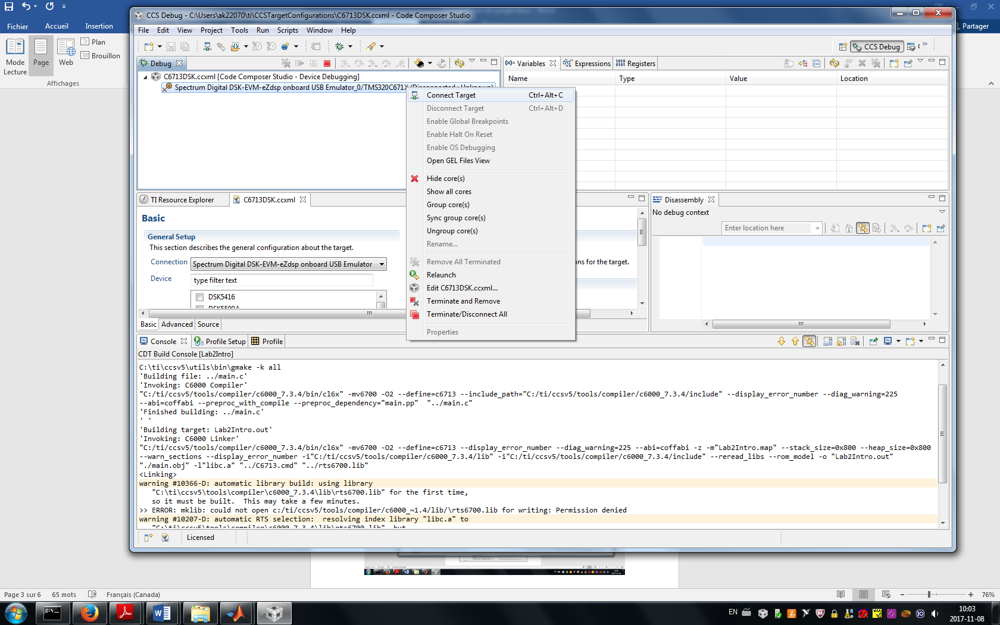 CCS Debug - C:\Users\ak22070\ti\CCSTargetConfigurations\C6713DSK.ccxml - Code Composer Studio
Fichier
Accueil
Insertion
Partager
File Edit View Project Tools Run Scripts Window Help
Plan
Brouillon
Mode
Lecture
Page
Web
Affichages
CCS Debug
Debug
C6713DSK.ccxml [Code Composer Studio - Device Debugging]
Spectrum Digital DSK-EVM-eZdsp onboard USB Emulator_0/TMS320C671X
(x)= Variables
Expressions
Registers
Name Type Value Location
Connect Target Ctrl+Alt+C
Disconnect Target Ctrl+Alt+D
Enable Global Breakpoints
Enable Halt On Reset
Enable OS Debugging
Open GEL Files View
Hide core(s)
Show all cores
Group core(s)
Sync group core(s)
Ungroup core(s)
Rename...
Remove All Terminated
Relaunch
Edit C6713DSK.ccxml...
Terminate and Remove
Terminate/Disconnect All
Properties
TI Resource Explorer
C6713DSK.ccxml
Basic
General Setup
This section describes the general configuration about the target.
Connection Spectrum Digital DSK-EVM-eZdsp onboard USB Emulator
Device type filter text
DSK5416
ons for the target.
Basic Advanced Source
Disassembly
No debug context
Enter location here
Console
Profile Setup
Profile
CDT Build Console [Lab2Intro]
C:\ti\ccsv5\utils\bin\gmake -k all
'Building file: ../main.c'
'Invoking: C6000 Compiler'
"C:/ti/ccsv5/tools/compiler/c6000_7.3.4/bin/cl6x" -mv6700 -O2 --define=c6713 --include_path="C:/ti/ccsv5/tools/compiler/c6000_7.3.4/include" --display_error_number --diag_warning=225
--abi=coffabi --preproc_with_compile --preproc_dependency="main.pp"  "../main.c"
'Finished building: ../main.c'
' '
'Building target: Lab2Intro.out'
'Invoking: C6000 Linker'
"C:/ti/ccsv5/tools/compiler/c6000_7.3.4/bin/cl6x" -mv6700 -O2 --define=c6713 --display_error_number --diag_warning=225 --abi=coffabi -z -m"Lab2Intro.map" --stack_size=0x800 --heap_size=0x800
--warn_sections --display_error_number -i"C:/ti/ccsv5/tools/compiler/c6000_7.3.4/lib" -i"C:/ti/ccsv5/tools/compiler/c6000_7.3.4/include" --reread_libs --rom_model -o "Lab2Intro.out"
"./main.obj" -l"libc.a" "../C6713.cmd" "../rts6700.lib"
<Linking>
warning #10366-D: automatic library build: using library
"C:\ti\ccsv5\tools\compiler\c6000_7.3.4\lib\rts6700.lib" for the first time,
so it must be built.  This may take a few minutes.
>> ERROR: mklib: could not open c:/ti/ccsv5/tools/compiler/c6000_~1.4/lib/\rts6700.lib for writing: Permission denied
warning #10207-D: automatic RTS selection:  resolving index library "libc.a" to
"C:\ti\ccsv5\tools\compiler\c6000_7.3.4\lib\rts6700.lib", but
Licensed
Page 3 sur 6 65 mots Français (Canada)
76%
EN
10:03
2017-11-08